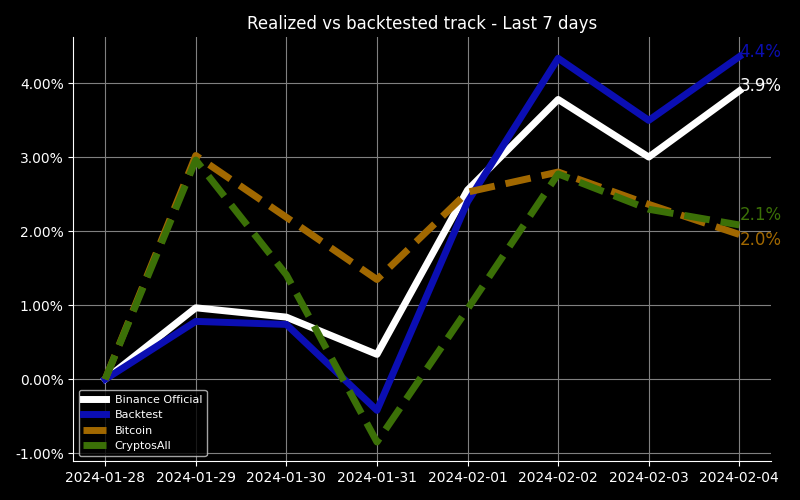 Realized vs backtested track - Last 7 days
4.00%
3.00%
2.00%
1.00%
0.00%
-1.00%
4.4%
3.9%
2.1%
2.0%
Binance Official
Backtest
Bitcoin
CryptosAll
2024-01-28 2024-01-29 2024-01-30 2024-01-31 2024-02-01 2024-02-02 2024-02-03 2024-02-04